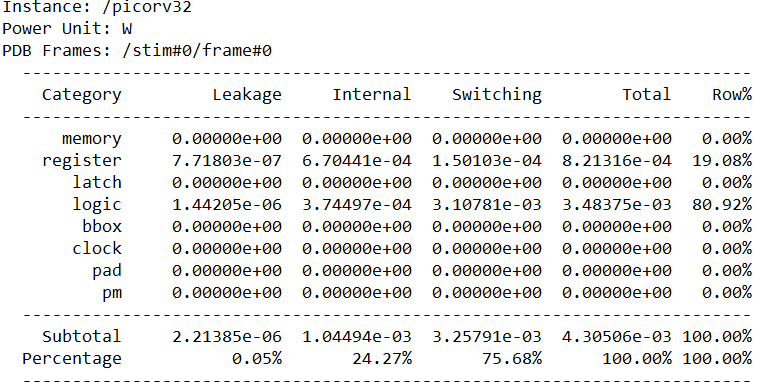 Instance: /picorv32
Power Unit: W
PDB Frames: /stim#0/frame#0
-------------------------------------------------------------------------
Category         Leakage     Internal    Switching        Total    Row%
-------------------------------------------------------------------------
memory     0.00000e+00  0.00000e+00  0.00000e+00  0.00000e+00   0.00%
register     7.71803e-07  6.70441e-04  1.50103e-04  8.21316e-04  19.08%
latch     0.00000e+00  0.00000e+00  0.00000e+00  0.00000e+00   0.00%
logic     1.44205e-06  3.74497e-04  3.10781e-03  3.48375e-03  80.92%
bbox     0.00000e+00  0.00000e+00  0.00000e+00  0.00000e+00   0.00%
clock     0.00000e+00  0.00000e+00  0.00000e+00  0.00000e+00   0.00%
pad     0.00000e+00  0.00000e+00  0.00000e+00  0.00000e+00   0.00%
pm     0.00000e+00  0.00000e+00  0.00000e+00  0.00000e+00   0.00%
-------------------------------------------------------------------------
Subtotal     2.21385e-06  1.04494e-03  3.25791e-03  4.30506e-03 100.00%
Percentage           0.05%       24.27%       75.68%      100.00% 100.00%
-------------------------------------------------------------------------